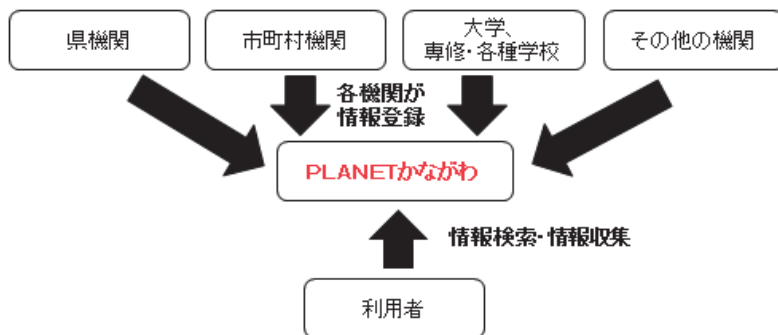 県機関
市町村機関
大学、
専修・各種学校
その他の機関
各機関が
情報登録
PLANETかながわ
情報検索・情報収集
利用者